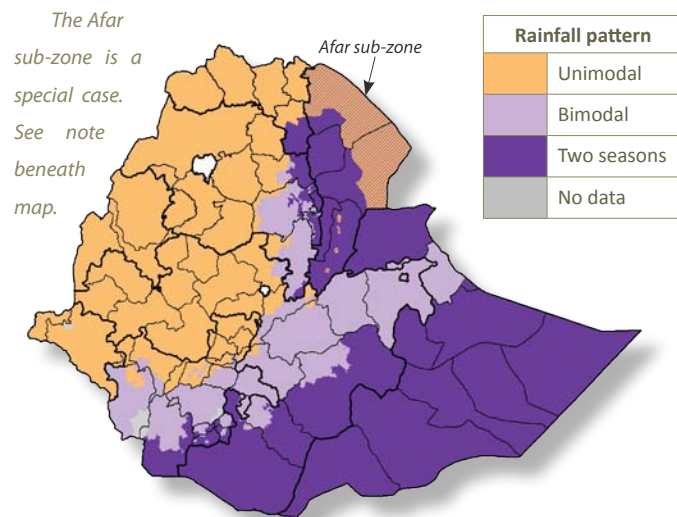 The Afar
sub-zone is a
special case.
See note
beneath
map.
Afar sub-zone
Rainfall pattern
Unimodal
Bimodal
Two seasons
No data